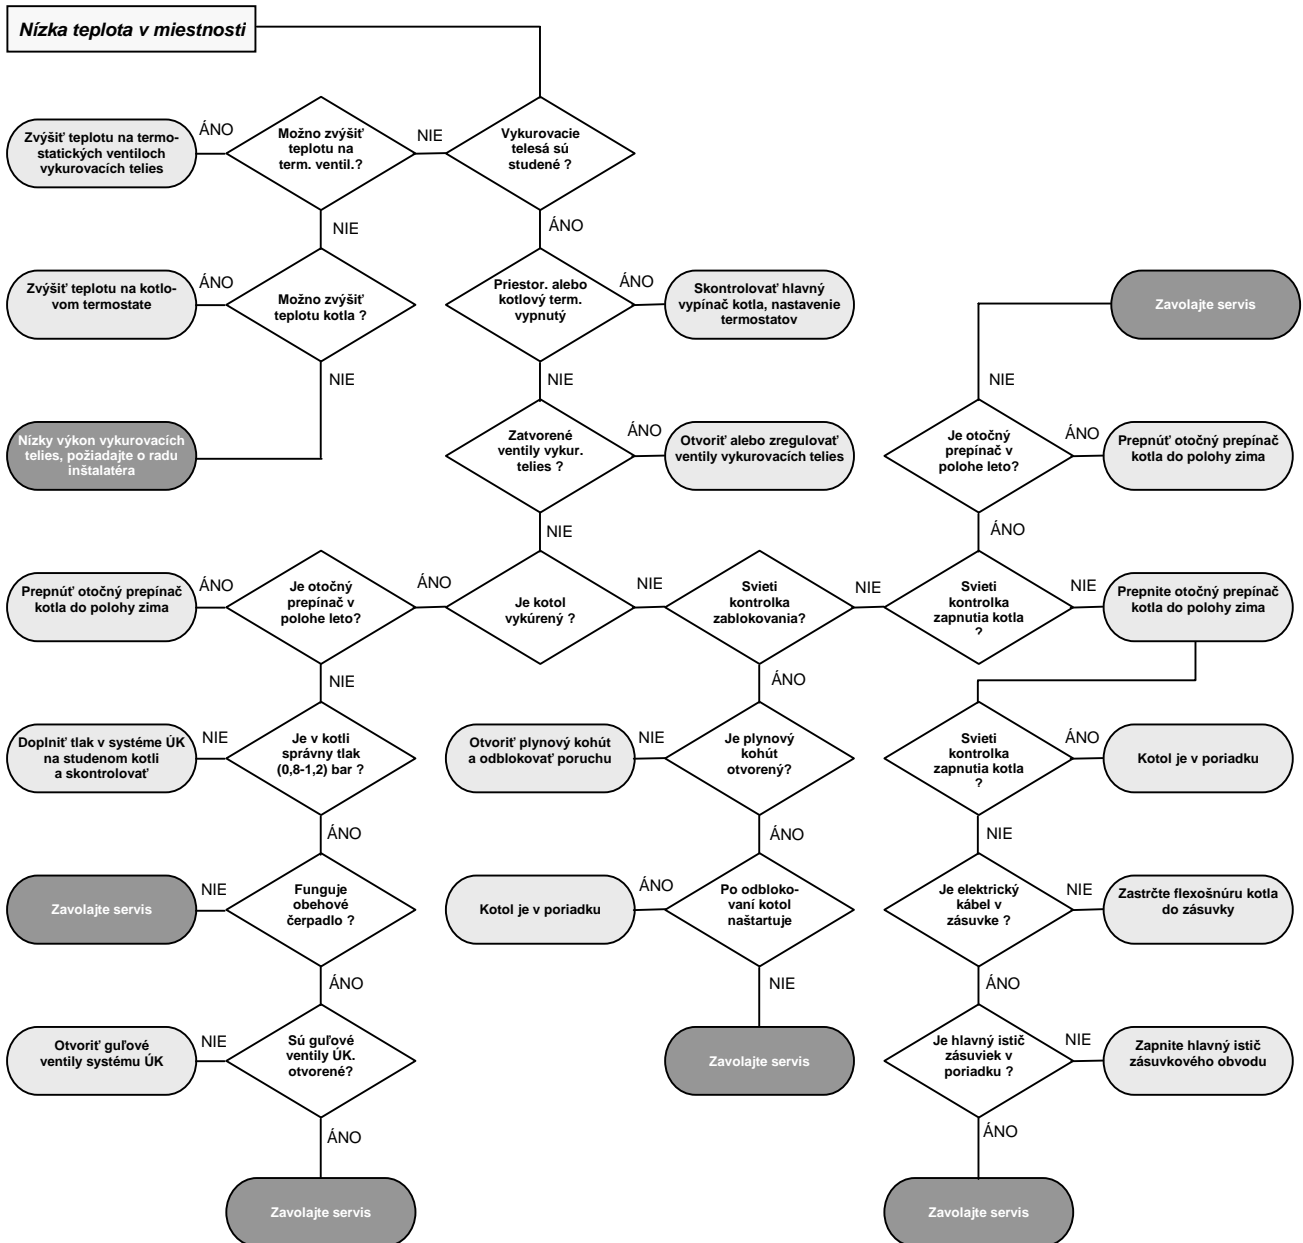 Nízka teplota v miestnosti
Zvýšiť teplotu na termo-
statických ventiloch
vykurovacích telies
ÁNO
Možno zvýšiť
teplotu na
term. ventil.?
NIE
Vykurovacie
telesá sú
studené ?
NIE
ÁNO
Zvýšiť teplotu na kotlo-
vom termostate
ÁNO
Možno zvýšiť
teplotu kotla ?
Priestor. alebo
kotlový term.
vypnutý
ÁNO
Skontrolovať hlavný
vypínač kotla, nastavenie
termostatov
Zavolajte servis
NIE
NIE
NIE
Nízky výkon vykurovacích
telies, požiadajte o radu
inštalatéra
Zatvorené
ventily vykur.
telies ?
ÁNO
Otvoriť alebo zregulovať
ventily vykurovacích telies
Je otočný
prepínač v
polohe leto?
ÁNO
Prepnúť otočný prepínač
kotla do polohy zima
NIE
ÁNO
Prepnúť otočný prepínač
kotla do polohy zima
ÁNO
Je otočný
prepínač v
polohe leto?
ÁNO
Je kotol
vykúrený ?
NIE
Svieti
kontrolka
zablokovania?
NIE
Svieti
kontrolka
zapnutia kotla
?
NIE
Prepnite otočný prepínač
kotla do polohy zima
NIE
ÁNO
Doplniť tlak v systéme ÚK
na studenom kotli
a skontrolovať
NIE
Je v kotli
správny tlak
(0,8-1,2) bar ?
Otvoriť plynový kohút
a odblokovať poruchu
NIE
Je plynový
kohút
otvorený?
Svieti
kontrolka
zapnutia kotla
?
ÁNO
Kotol je v poriadku
ÁNO
ÁNO
NIE
Zavolajte servis
NIE
Funguje
obehové
čerpadlo ?
Kotol je v poriadku
ÁNO
Po odbloko-
vaní kotol
naštartuje
Je elektrický
kábel v
zásuvke ?
NIE
Zastrčte flexošnúru kotla
do zásuvky
ÁNO
NIE
ÁNO
Otvoriť guľové
ventily systému ÚK
NIE
Sú guľové
ventily ÚK.
otvorené?
Zavolajte servis
Je hlavný istič
zásuviek v
poriadku ?
NIE
Zapnite hlavný istič
zásuvkového obvodu
ÁNO
ÁNO
Zavolajte servis
Zavolajte servis